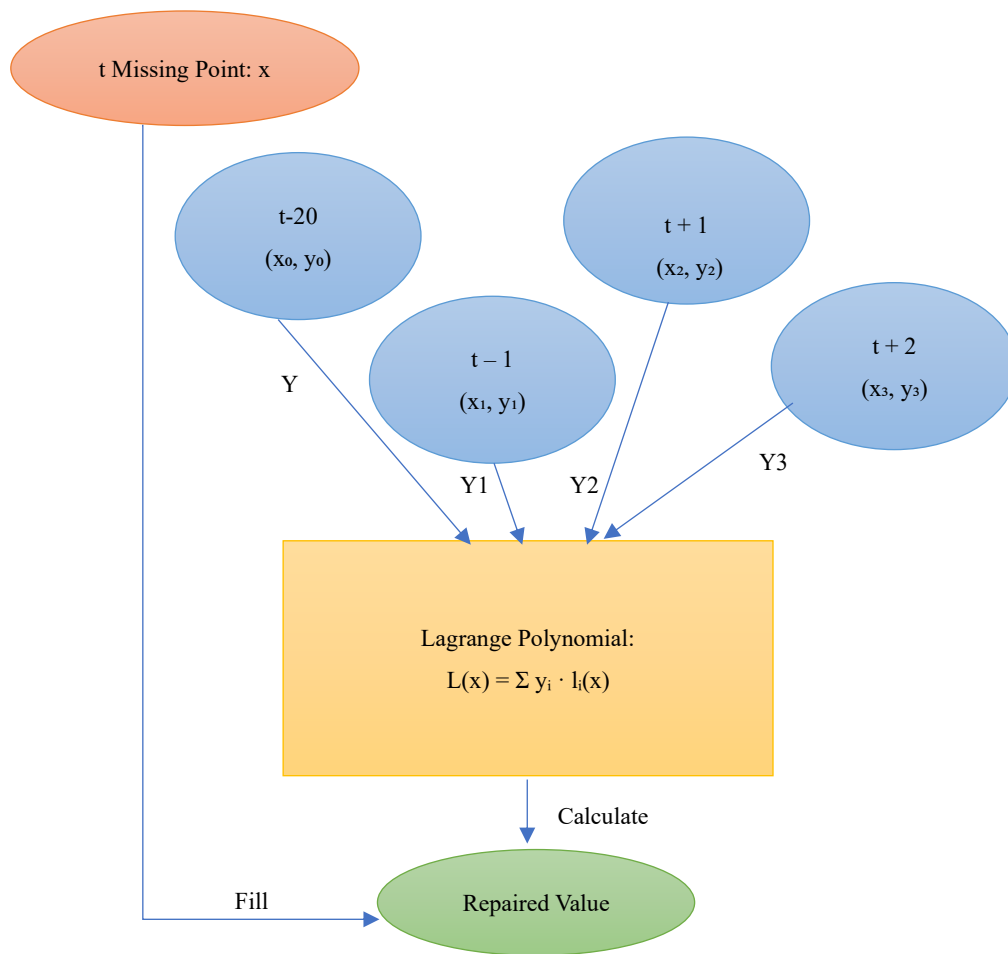 t Missing Point: x
t-20
(x₀, y₀)
t + 1
(x₂, y₂)
t – 1
(x₁, y₁)
t + 2
(x₃, y₃)
Y
Y1
Y2
Y3
Lagrange Polynomial:
L(x) = Σ yᵢ · lᵢ(x)
Calculate
Fill
Repaired Value